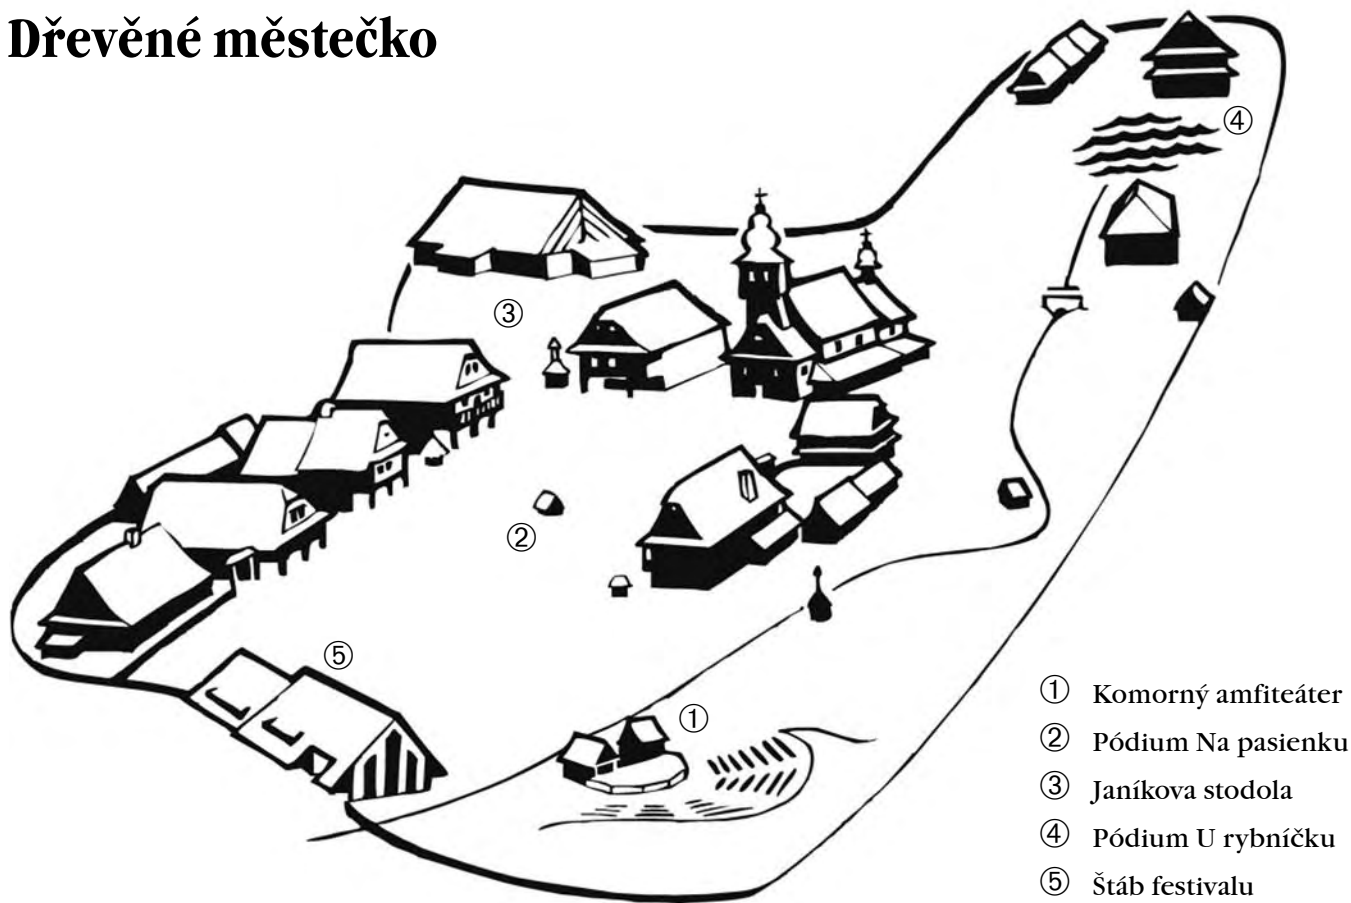 Dřevěné městečko
④
③
②
⑤
①
① Komorný amfiteáter
② Pódium Na pasienku
③ Janíkova stodola
④ Pódium U rybníčku
⑤ Štáb festivalu